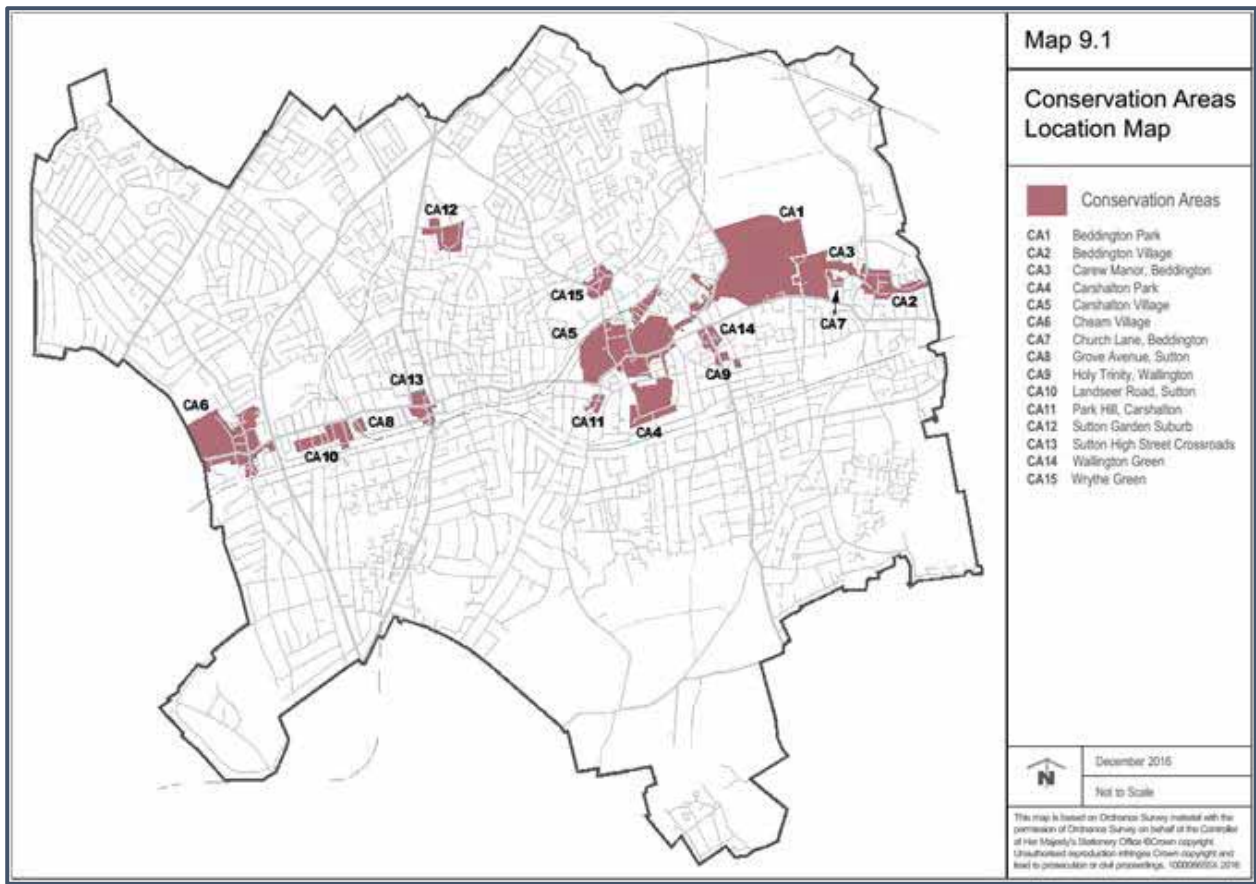 Map 9.1
Conservation Areas
Location Map
Conservation Areas
CA1 Beddington Park
CA2 Beddington Village
CA3 Carew Manor, Beddington
CA4 Carshalton Park
CA5 Carshalton Village
CA6 Cheam Village
CA7 Church Lane, Beddington
CA8 Grove Avenue, Sutton
CA9 Holy Trinity, Wallington
CA10 Landseer Road, Sutton
CA11 Park Hill, Carshalton
CA12 Sutton Garden Suburb
CA13 Sutton High Street Crossroads
CA14 Wallington Green
CA15 Wrythe Green
CA12
CA1
CA3
CA15
CA2
CA7
CA5
CA14
CA9
CA13
CA6
CA8
CA11
CA4
CA10
N
December 2016
Not to Scale
This map is based on Ordnance Survey material with the
permission of Ordnance Survey on behalf of the Controller
of Her Majesty's Stationery Office ©Crown copyright.
Unauthorised reproduction infringes Crown copyright and
lead to prosecution or civil proceedings. 2016